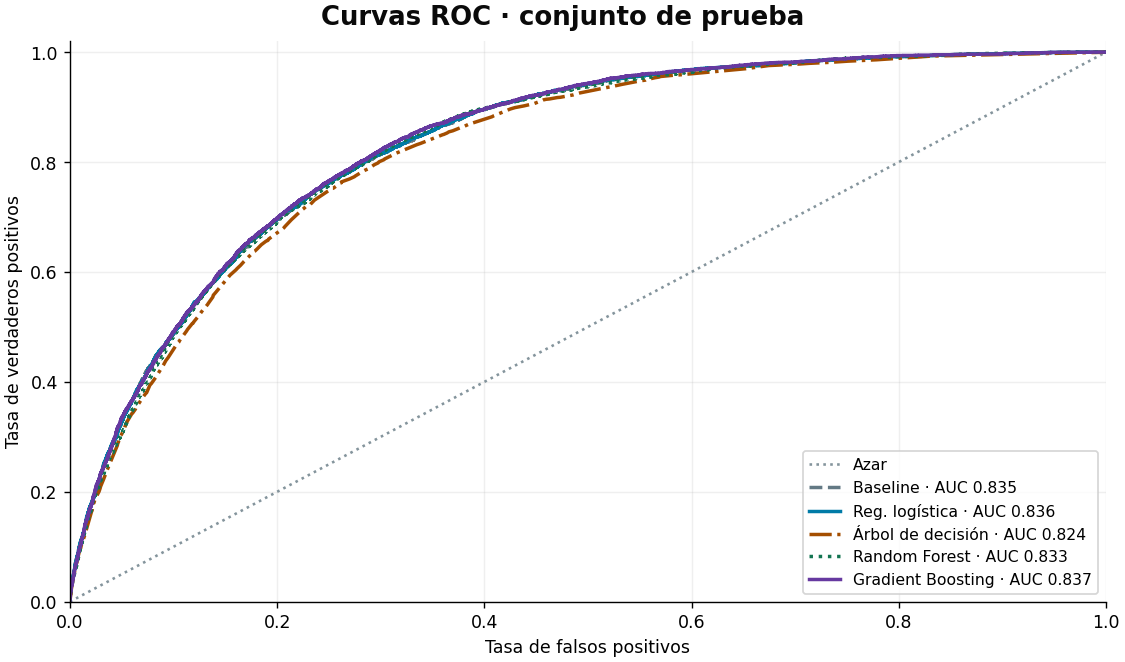 Curvas ROC · conjunto de prueba
Tasa de verdaderos positivos
1.0
0.8
0.6
0.4
0.2
0.0
0.0 0.2 0.4 0.6 0.8 1.0
Tasa de falsos positivos
Azar
Baseline · AUC 0.835
Reg. logística · AUC 0.836
Árbol de decisión · AUC 0.824
Random Forest · AUC 0.833
Gradient Boosting · AUC 0.837